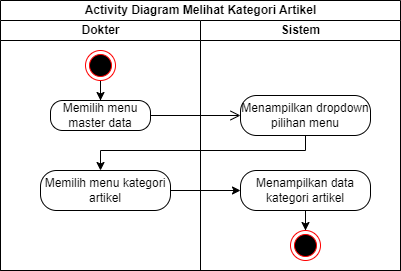 Activity Diagram Melihat Kategori Artikel
Dokter
Sistem
Memilih menu
master data
Menampilkan dropdown
pilihan menu
Memilih menu kategori
artikel
Menampilkan data
kategori artikel